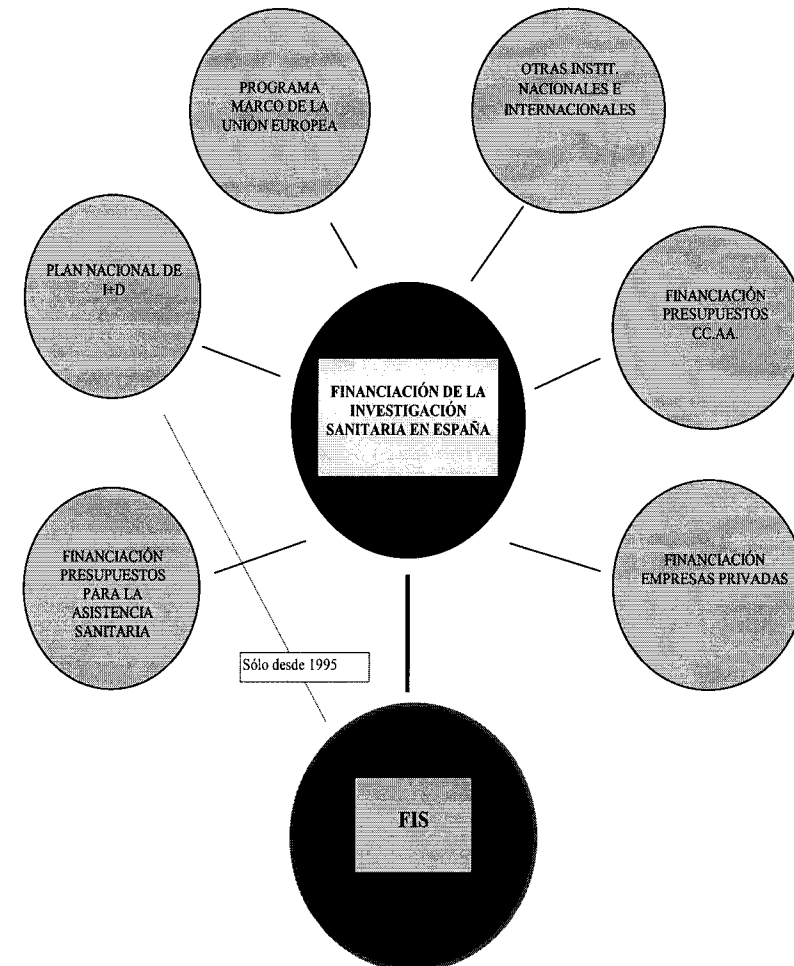 PROGRAMA
MARCO DE LA
UNIÓN EUROPEA
OTRAS INSTIT.
NACIONALES E
INTERNACIONALES
PLAN NACIONAL DE
I+D
FINANCIACIÓN
PRESUPUESTOS
CC.AA.
FINANCIACIÓN DE LA
INVESTIGACIÓN
SANITARIA EN ESPAÑA
FINANCIACIÓN
PRESUPUESTOS
PARA LA
ASISTENCIA
SANITARIA
FINANCIACIÓN
EMPRESAS PRIVADAS
Sólo desde 1995
FIS